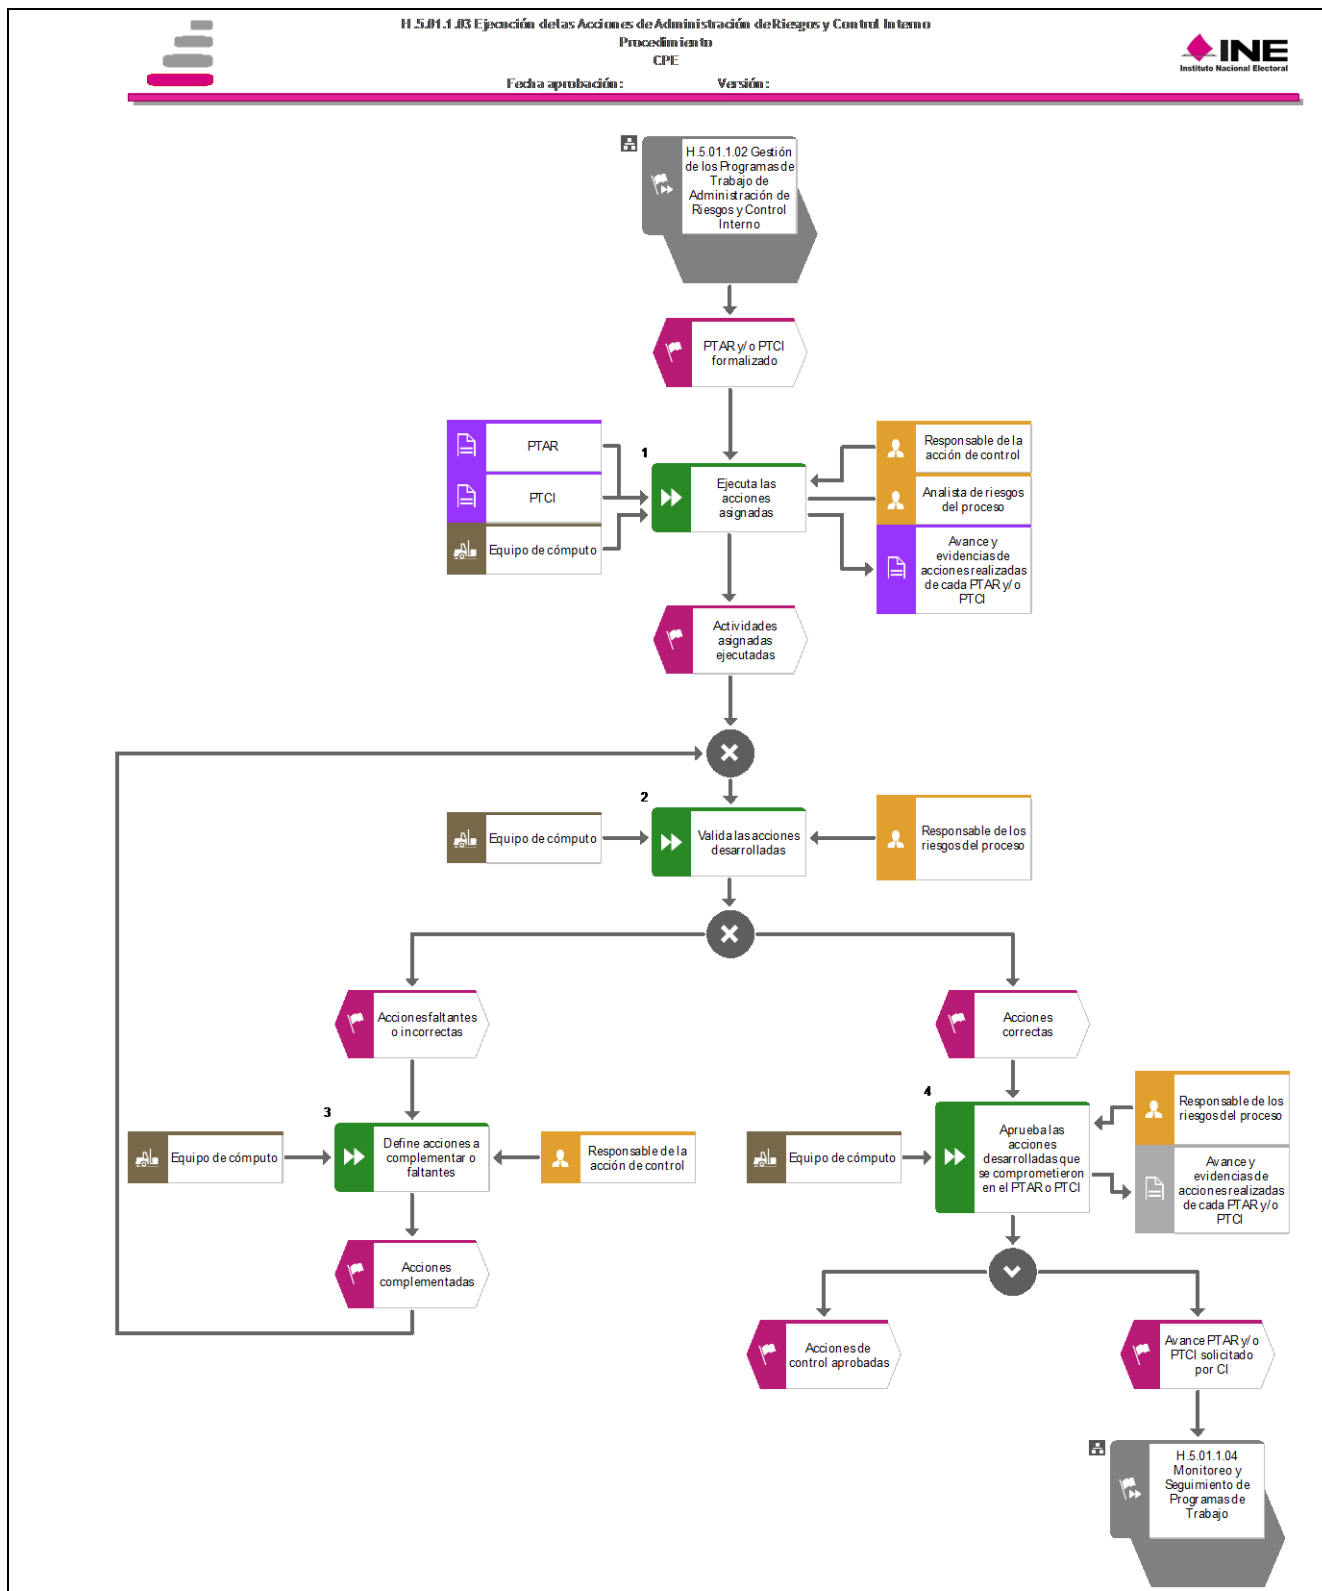 H.5.01.1.03 Ejecución de las Acciones de Administración de Riesgos y Control Interno
Procedimiento
CPE
Fecha aprobación: Versión:
INE
Instituto Nacional Electoral
H.5.01.1.02 Gestión
de los Programas de
Trabajo de
Administración de
Riesgos y Control
Interno
PTAR y/o PTCI
formalizado
PTAR
PTCI
Equipo de cómputo
1
Ejecuta las
acciones
asignadas
Responsable de la
acción de control
Analista de riesgos
del proceso
Avance y
evidencias de
acciones realizadas
de cada PTAR y/o
PTCI
Actividades
asignadas
ejecutadas
2
Equipo de cómputo
Valida las acciones
desarrolladas
Responsable de los
riesgos del proceso
Acciones faltantes
o incorrectas
Acciones
correctas
3
Equipo de cómputo
Define acciones a
complementar o
faltantes
Responsable de la
acción de control
4
Equipo de cómputo
Aprueba las
acciones
desarrolladas que
se comprometieron
en el PTAR o PTCI
Responsable de los
riesgos del proceso
Avance y
evidencias de
acciones realizadas
de cada PTAR y/o
PTCI
Acciones
complementadas
Acciones de
control aprobadas
Avance PTAR y/o
PTCI solicitado
por CI
H.5.01.1.04
Monitoreo y
Seguimiento de
Programas de
Trabajo